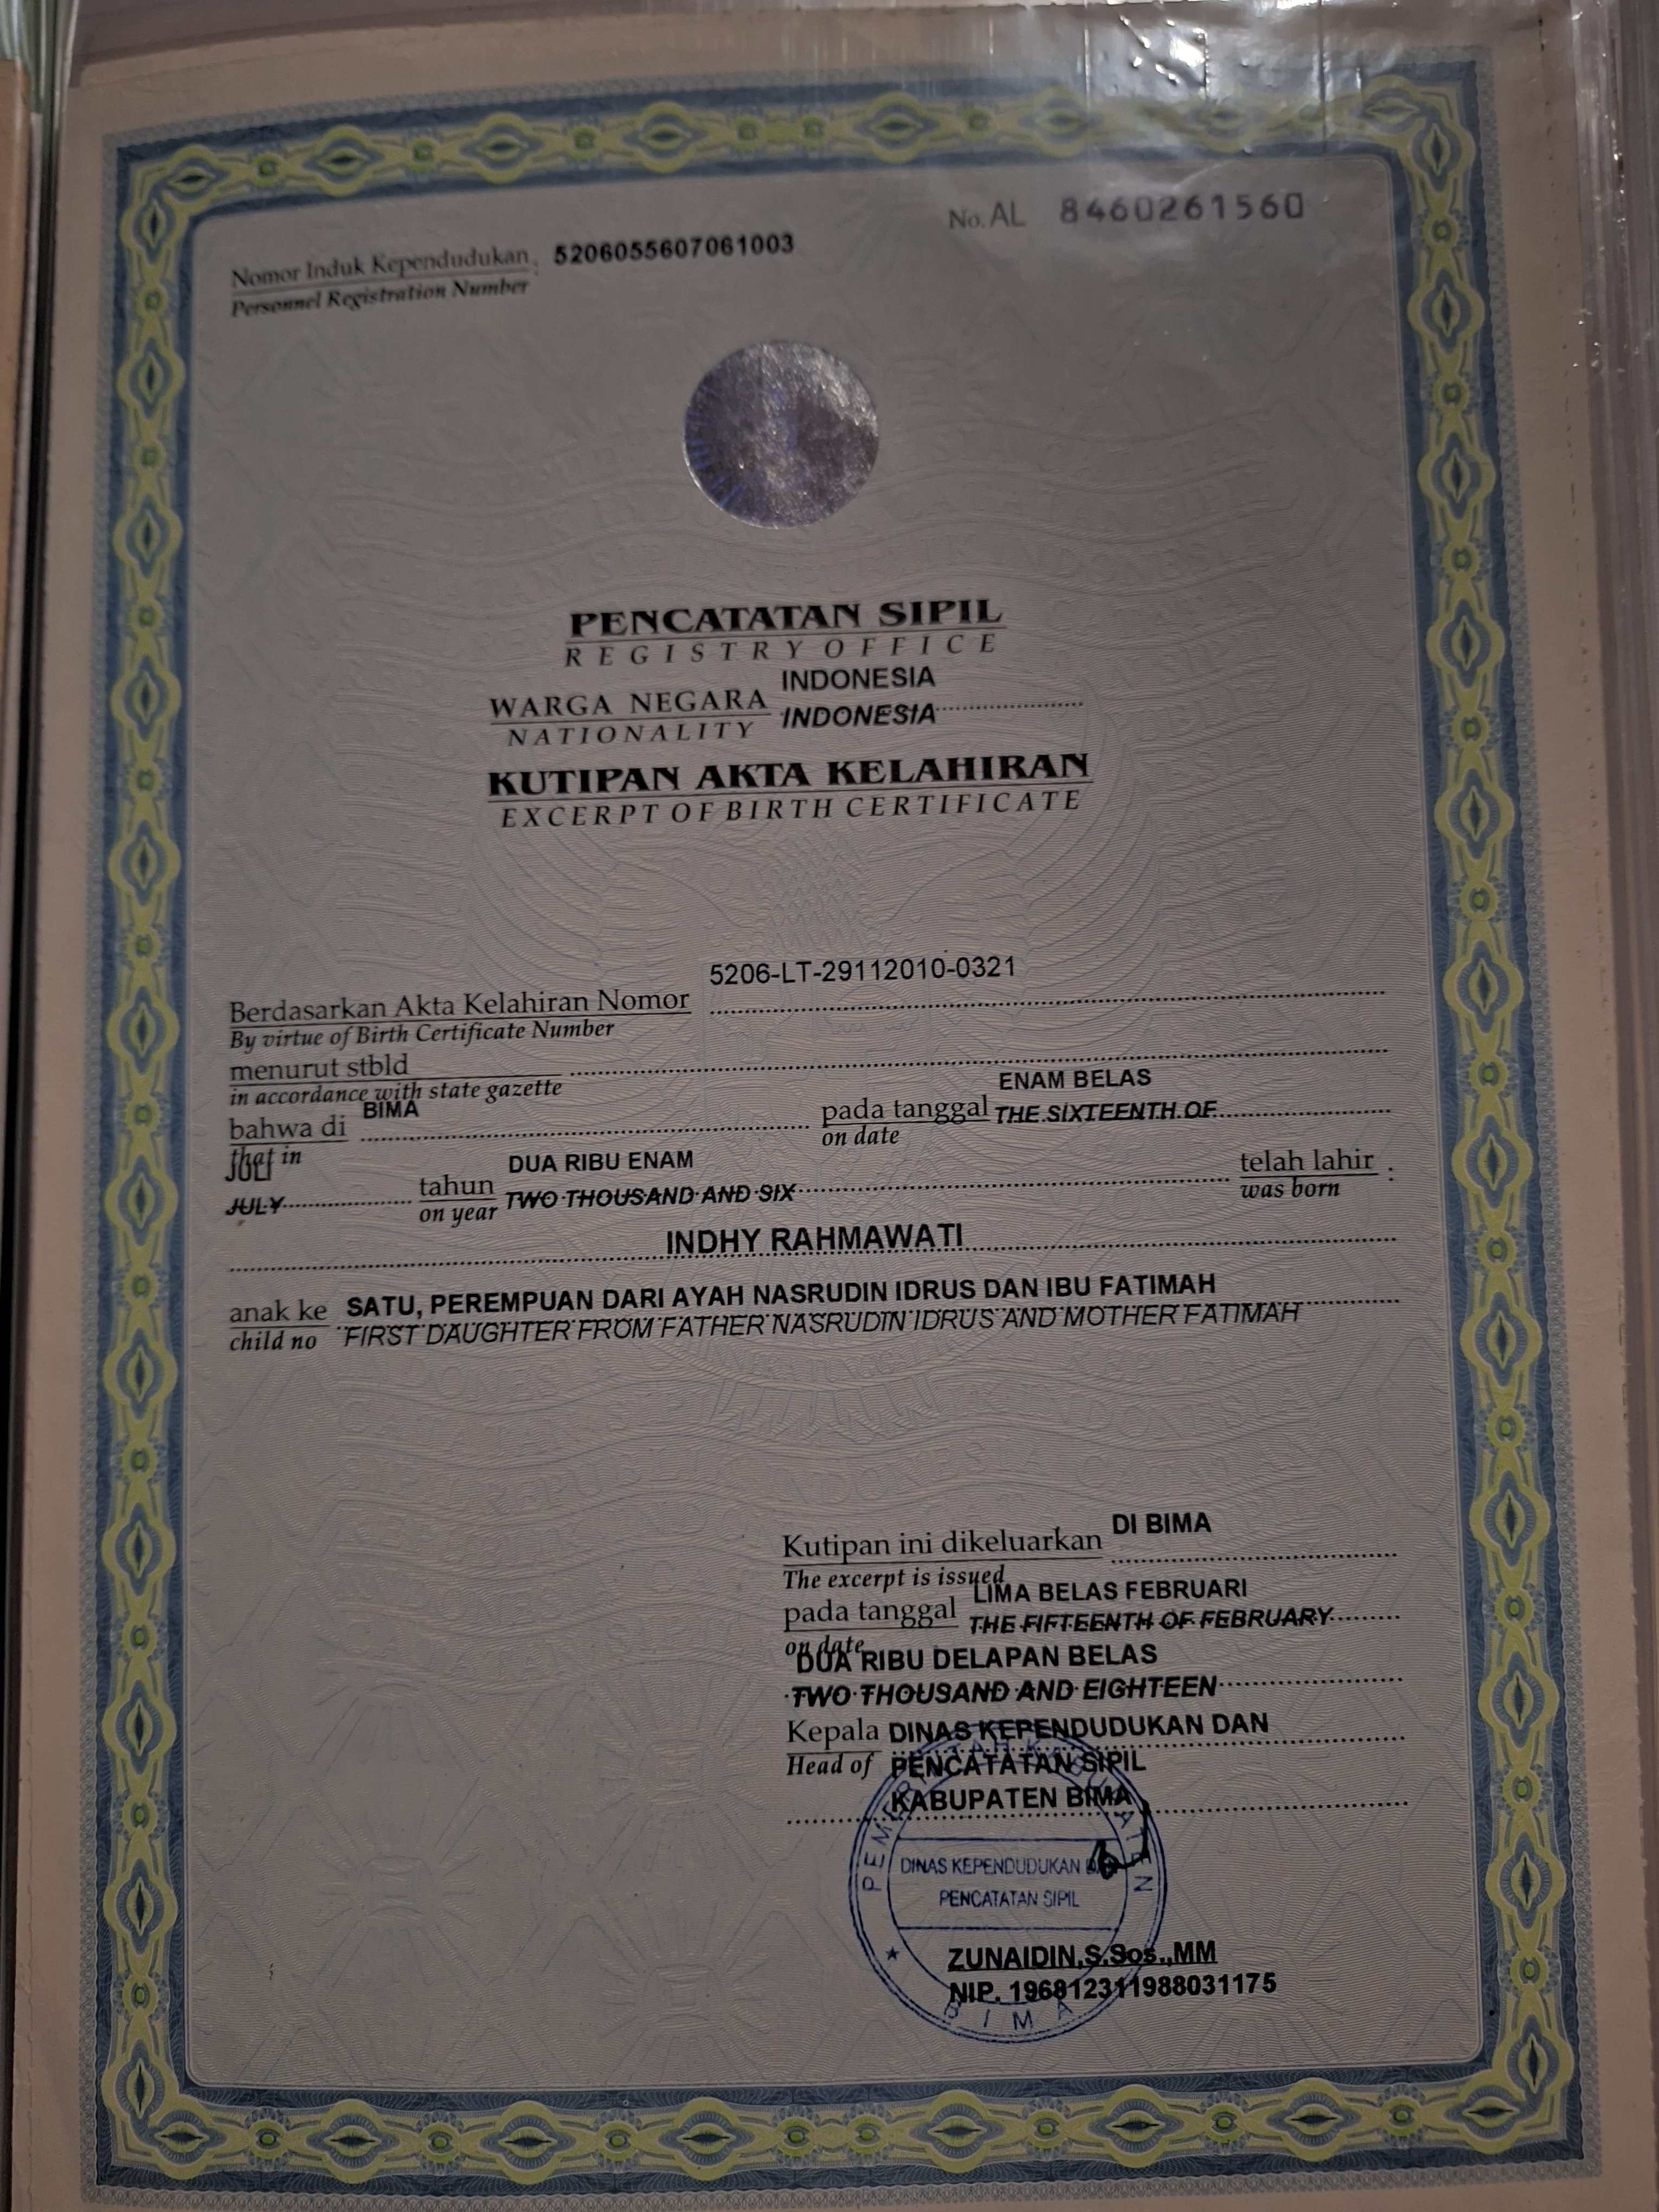 No. AL 8460261560
Nomor Induk Kependudukan : 5206055607061003
Personnel Registration Number
PENCATATAN SIPIL
REGISTRY OFFICE
INDONESIA
WARGA NEGARA
INDONESIA
NATIONALITY
KUTIPAN AKTA KELAHIRAN
EXCERPT OF BIRTH CERTIFICATE
5206-LT-29112010-0321
Berdasarkan Akta Kelahiran Nomor
By virtue of Birth Certificate Number
menurut stbld
in accordance with state gazette
BIMA ENAM BELAS
bahwa di pada tanggal THE SIXTEENTH OF
that in on date
JULI DUA RIBU ENAM telah lahir :
JULY tahun TWO THOUSAND AND SIX was born
on year
INDHY RAHMAWATI
anak ke SATU, PEREMPUAN DARI AYAH NASRUDIN IDRUS DAN IBU FATIMAH
child no FIRST DAUGHTER FROM FATHER NASRUDIN IDRUS AND MOTHER FATIMAH
Kutipan ini dikeluarkan DI BIMA
The excerpt is issued
LIMA BELAS FEBRUARI
pada tanggal THE FIFTEENTH OF FEBRUARY
on date
DUA RIBU DELAPAN BELAS
TWO THOUSAND AND EIGHTEEN
Kepala DINAS KEPENDUDUKAN DAN
Head of PENCATATAN SIPIL
KABUPATEN BIMA
DINAS KEPENDUDUKAN
PENCATATAN SIPIL
ZUNAIDIN,S.Sos.,MM
NIP. 196812311988031175
BIMA